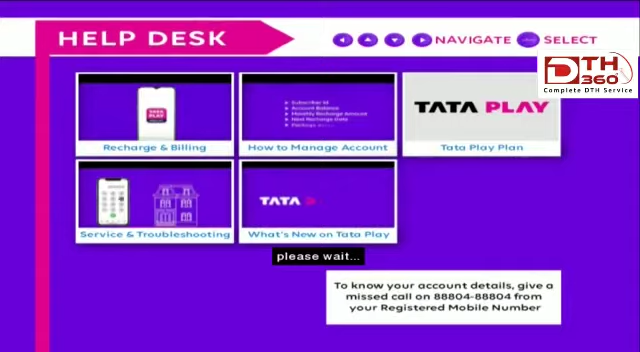 HELP DESK
NAVIGATE
SELECT
DTH
360°
Complete DTH Service
TATA
PLAY
Subscriber Id
Account Balance
Monthly Recharge Amount
Next Recharge Date
Package
TATA PLAY
Recharge & Billing
How to Manage Account
Tata Play Plan
TATA
Service & Troubleshooting
What's New on Tata Play
please wait...
To know your account details, give a
missed call on 88804-88804 from
your Registered Mobile Number